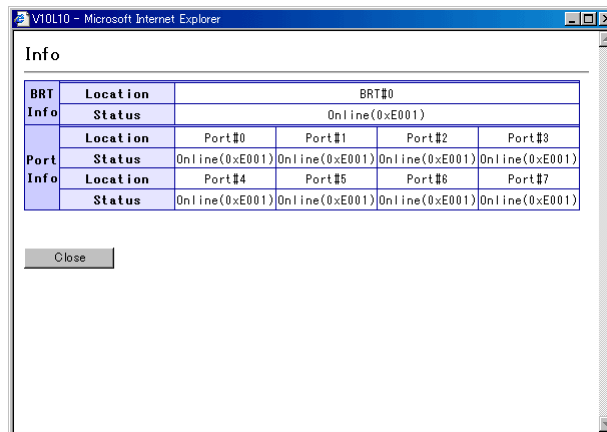 V10L10 - Microsoft Internet Explorer
Info
BRT Info
Location BRT#0
Status Online(0xE001)
Port Info
Location Port#0 Port#1 Port#2 Port#3
Status Online(0xE001) Online(0xE001) Online(0xE001) Online(0xE001)
Location Port#4 Port#5 Port#6 Port#7
Status Online(0xE001) Online(0xE001) Online(0xE001) Online(0xE001)
Close